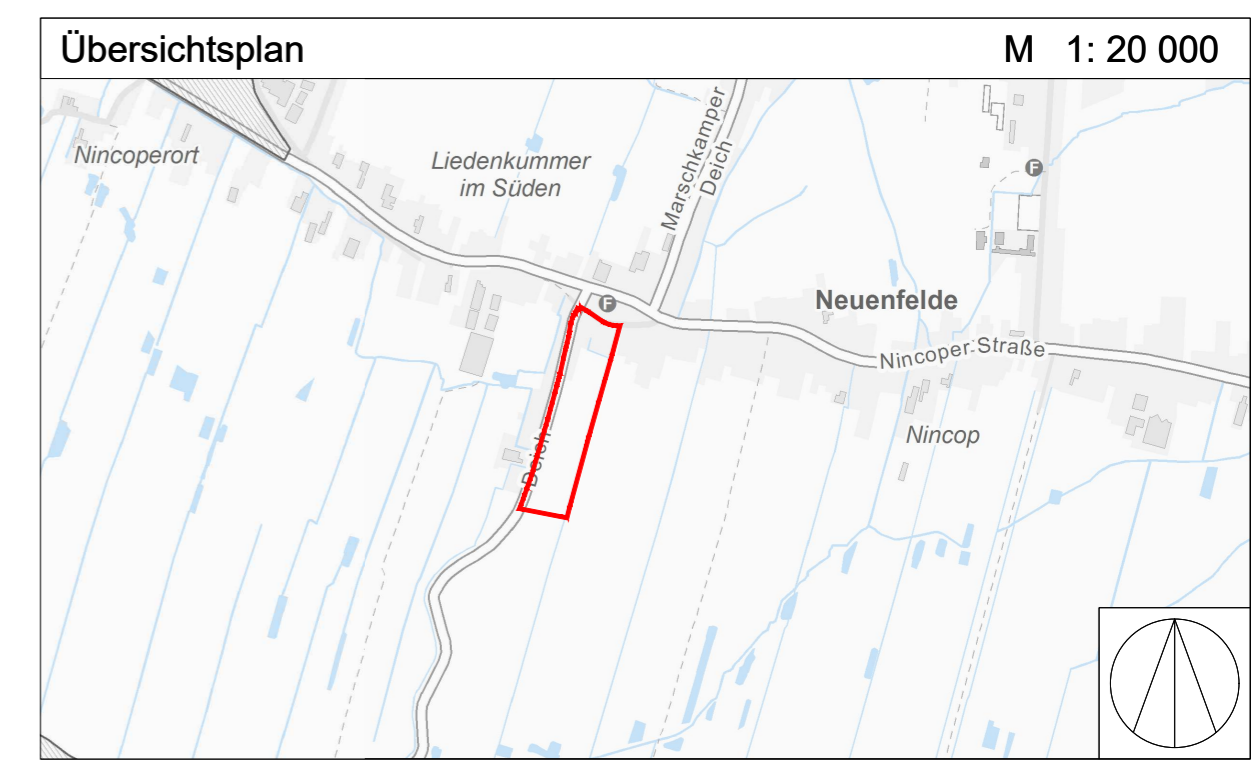 Übersichtsplan M 1: 20 000
Nincoperort
Liedenkummer
im Süden
Marschkamper
Deich
F
F
Neuenfelde
Nincoper Straße
Deich
Nincop